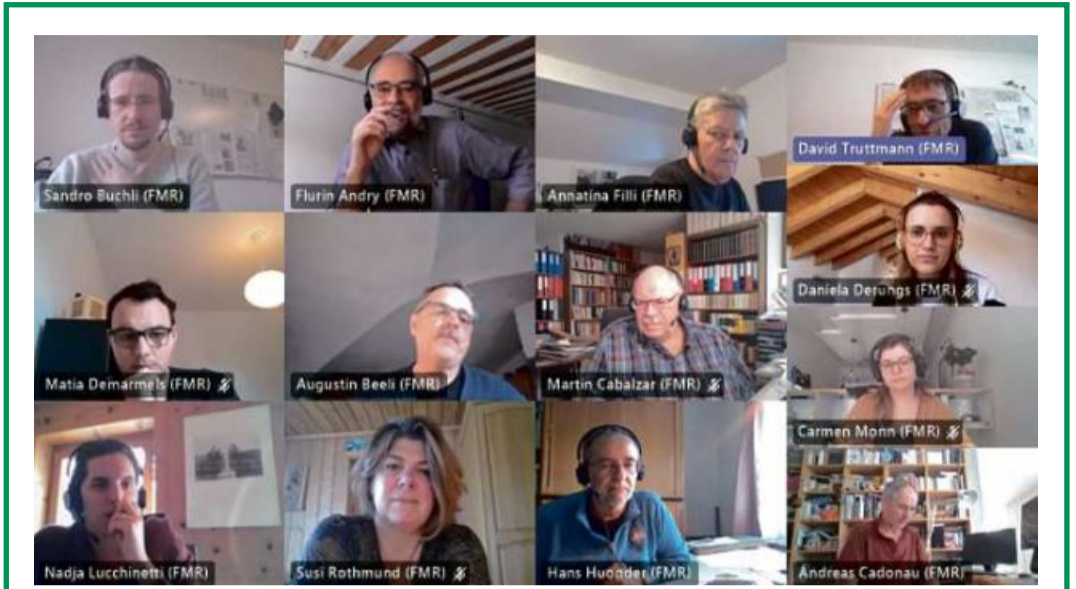 Sandro Buchli (FMR)
Flurin Andry (FMR)
Annatina Filli (FMR)
David Truttmann (FMR)
Daniela Derungs (FMR)
Matia Demarmels (FMR)
Augustin Beeli (FMR)
Martin Cabalzar (FMR)
Carmen Monn (FMR)
Nadja Lucchinetti (FMR)
Susi Rothmund (FMR)
Hans Huonder (FMR)
Andreas Cadonau (FMR)